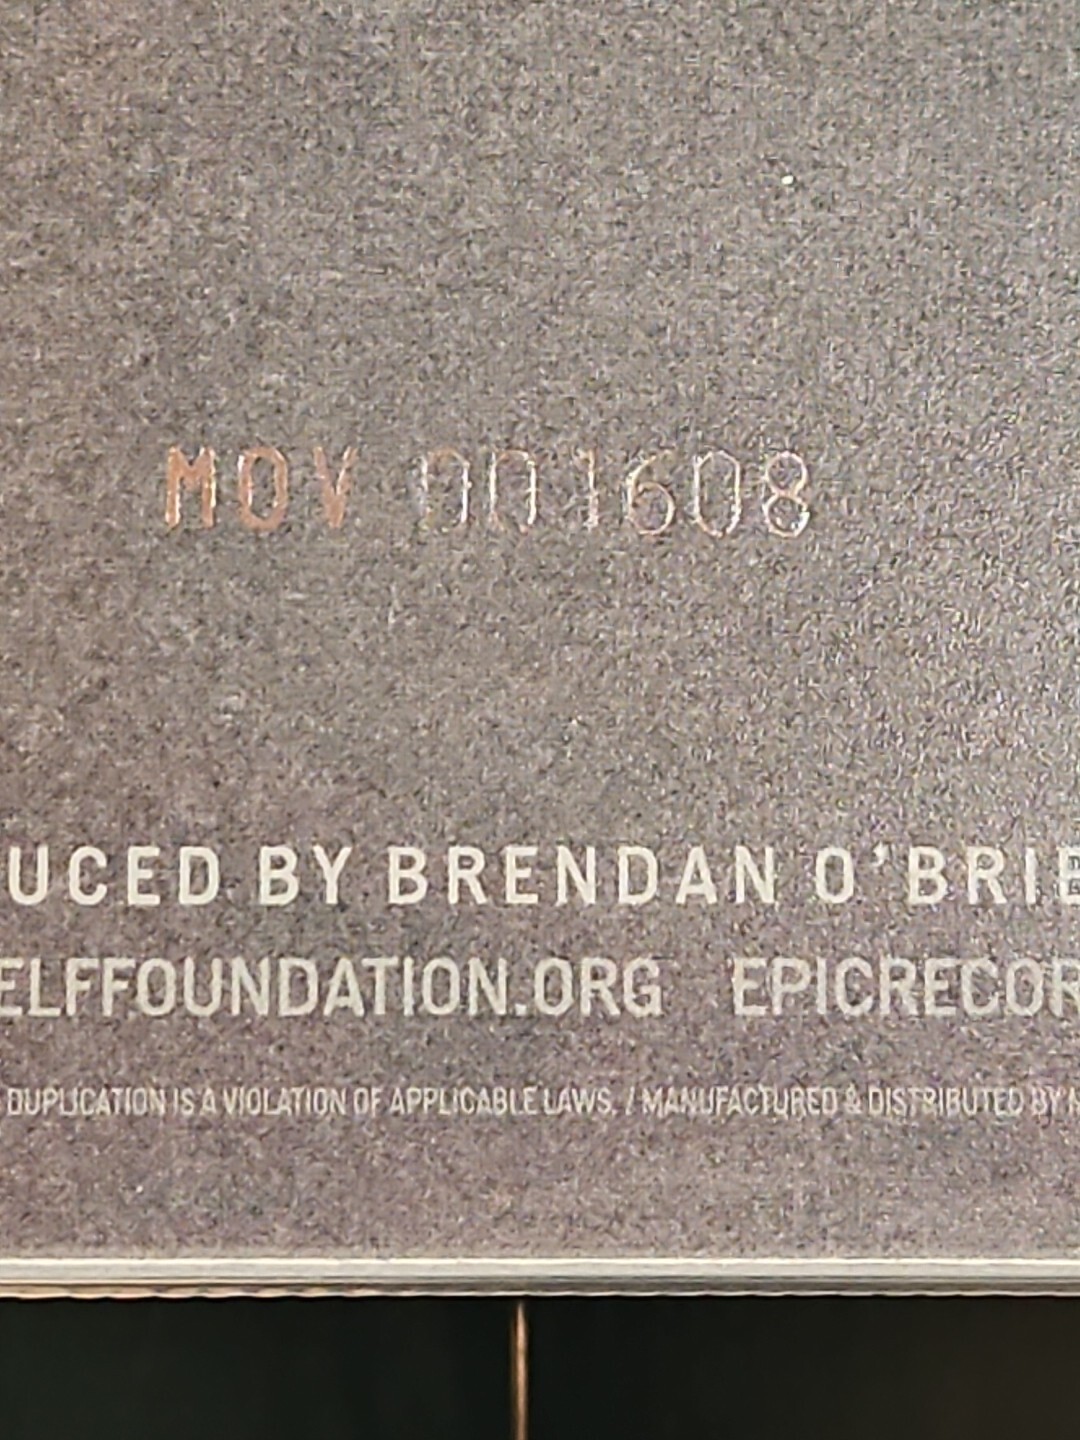 MOV 001608
UCED BY BRENDAN O'BRIE
ELFFOUNDATION.ORG EPICRECOR
DUPLICATION IS A VIOLATION OF APPLICABLE LAWS. / MANUFACTURED & DISTRIBUTED BY M